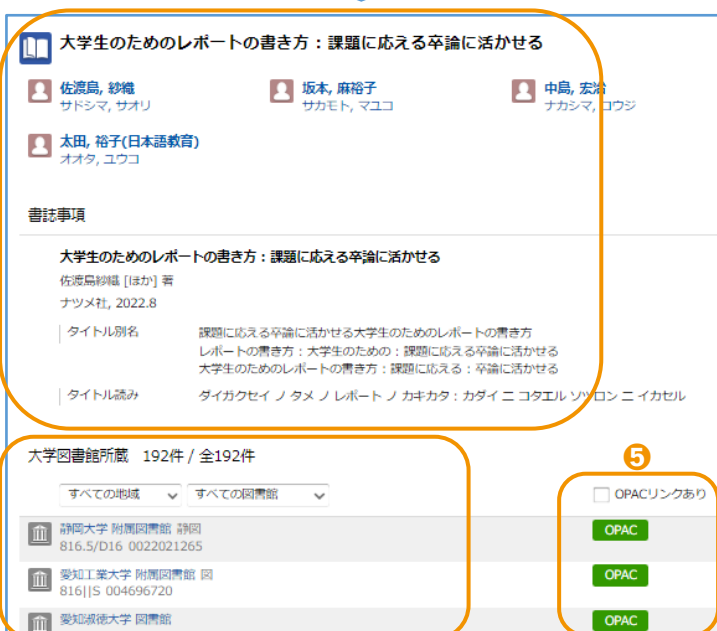 大学生のためのレポートの書き方：課題に応える卒論に活かせる
佐渡島, 紗織
サドシマ, サオリ
坂本, 麻裕子
サカモト, マユコ
中島, 宏治
ナカシマ, コウジ
太田, 裕子(日本語教育)
オオタ, ユウコ
書誌事項
大学生のためのレポートの書き方：課題に応える卒論に活かせる
佐渡島紗織 [ほか] 著
ナツメ社, 2022.8
タイトル別名
課題に応える卒論に活かせる大学生のためのレポートの書き方
レポートの書き方：大学生のための：課題に応える卒論に活かせる
大学生のためのレポートの書き方：課題に応える：卒論に活かせる
タイトル読み
ダイガクセイ ノ タメ ノ レポート ノ カキカタ：カダイ ニ コタエル ソツロン ニ イカセル
大学図書館所蔵 192件 / 全192件
❺
すべての地域 すべての図書館
OPACリンクあり
静岡大学 附属図書館 静図
OPAC
816.5/D16 0022021265
愛知工業大学 附属図書館 図
OPAC
816||S 004696720
愛知淑徳大学 図書館
OPAC